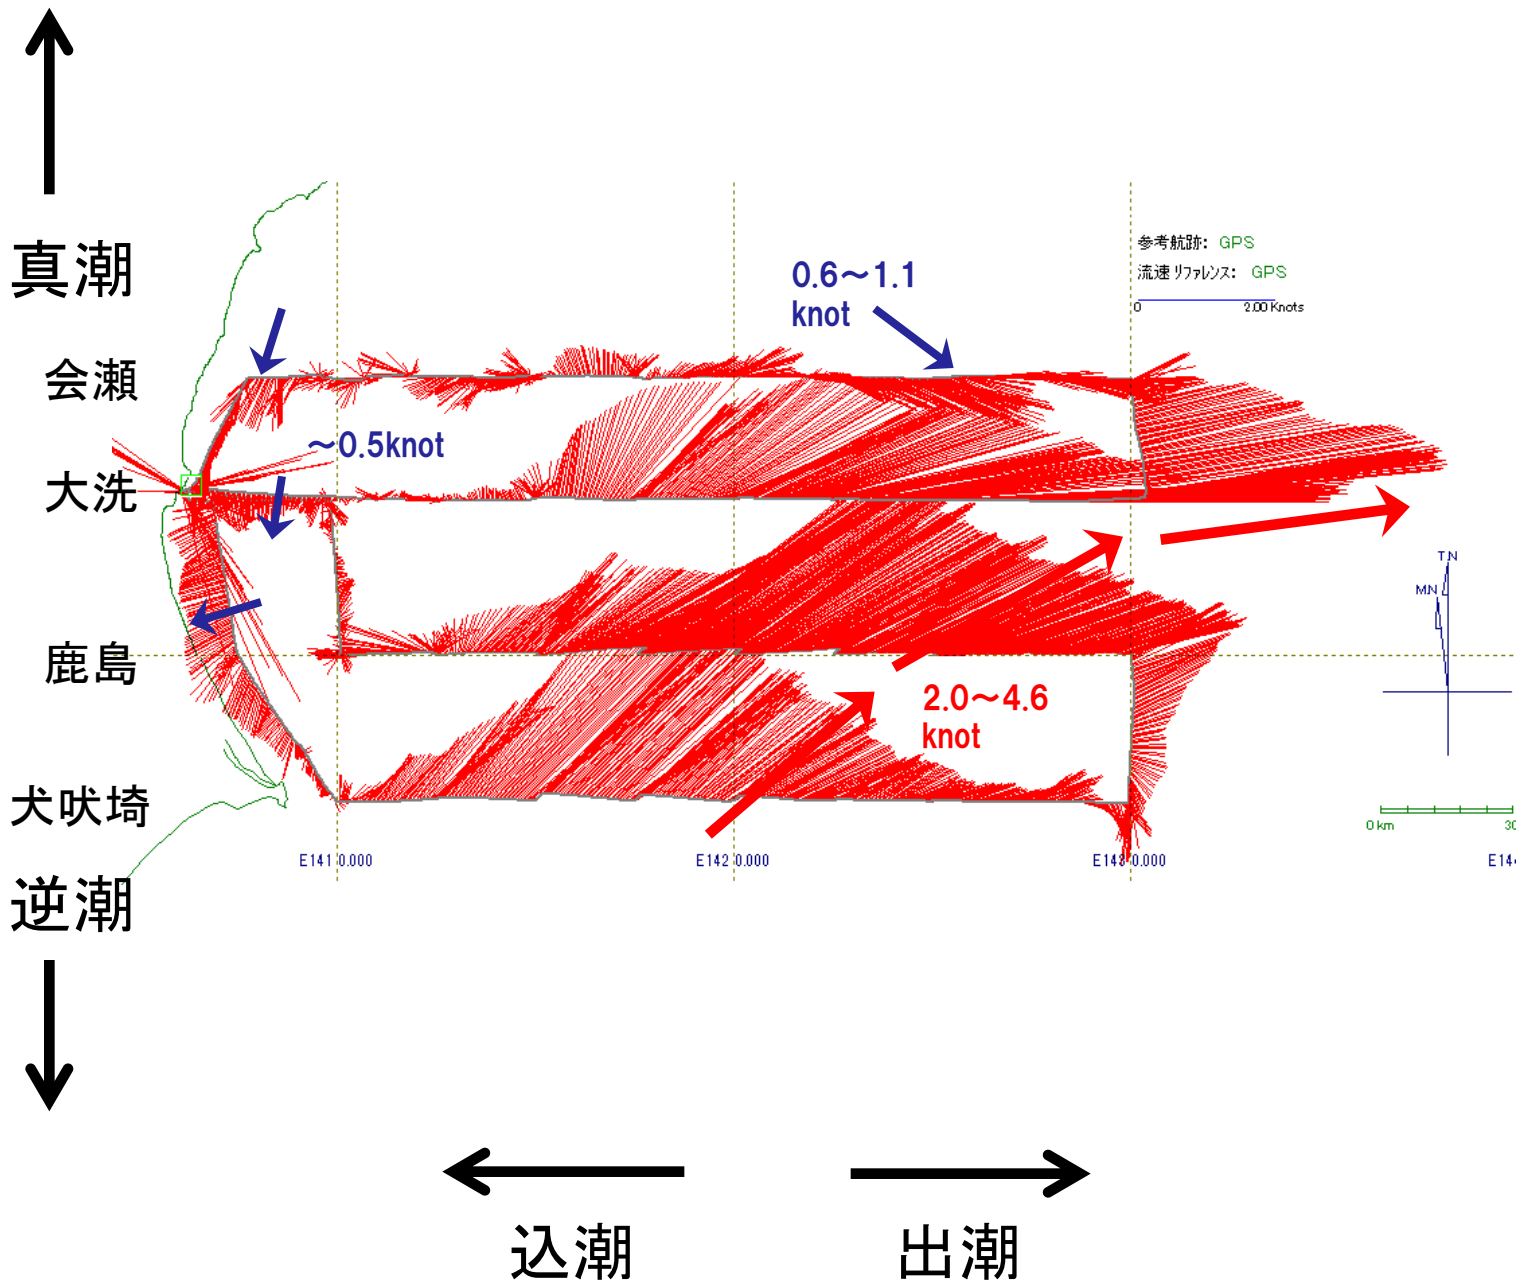 真潮
0.6～1.1
knot
参考航跡: GPS
流速リファレンス: GPS
0 2.00 Knots
会瀬
～0.5knot
大洗
T.N
M.N
鹿島
2.0～4.6
knot
犬吠埼
0 km 30
E141 0.000
E142 0.000
E143 0.000
E144
逆潮
込潮
出潮